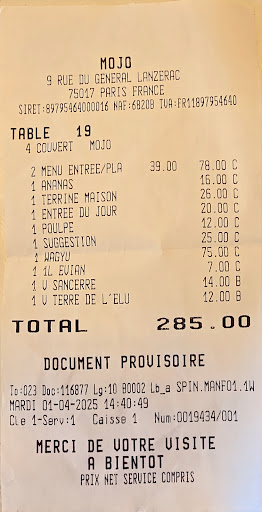 MOJO
9 RUE DU GENERAL LANZERAC
75017 PARIS FRANCE
SIRET:89795464000016 NAF:6820B TVA:FR11897954640
TABLE 19
4 COUVERT MOJO
2 MENU ENTREE/PLA 39.00 78.00 C
1 ANANAS 16.00 C
1 TERRINE MAISON 26.00 C
1 ENTREE DU JOUR 20.00 C
1 POULPE 12.00 C
1 SUGGESTION 25.00 C
1 WAGYU 75.00 C
1 1L EVIAN 7.00 C
1 V SANCERRE 14.00 B
1 V TERRE DE L'ELU 12.00 B
TOTAL 285.00
DOCUMENT PROVISOIRE
To:023 Doc:116877 Lg:10 B0002 Lb_a SPIN.MANF01.1W
MARDI 01-04-2025 14:40:49
Cle 1-Serv:1 Caisse 1 Num:0019434/001
MERCI DE VOTRE VISITE
A BIENTOT
PRIX NET SERVICE COMPRIS